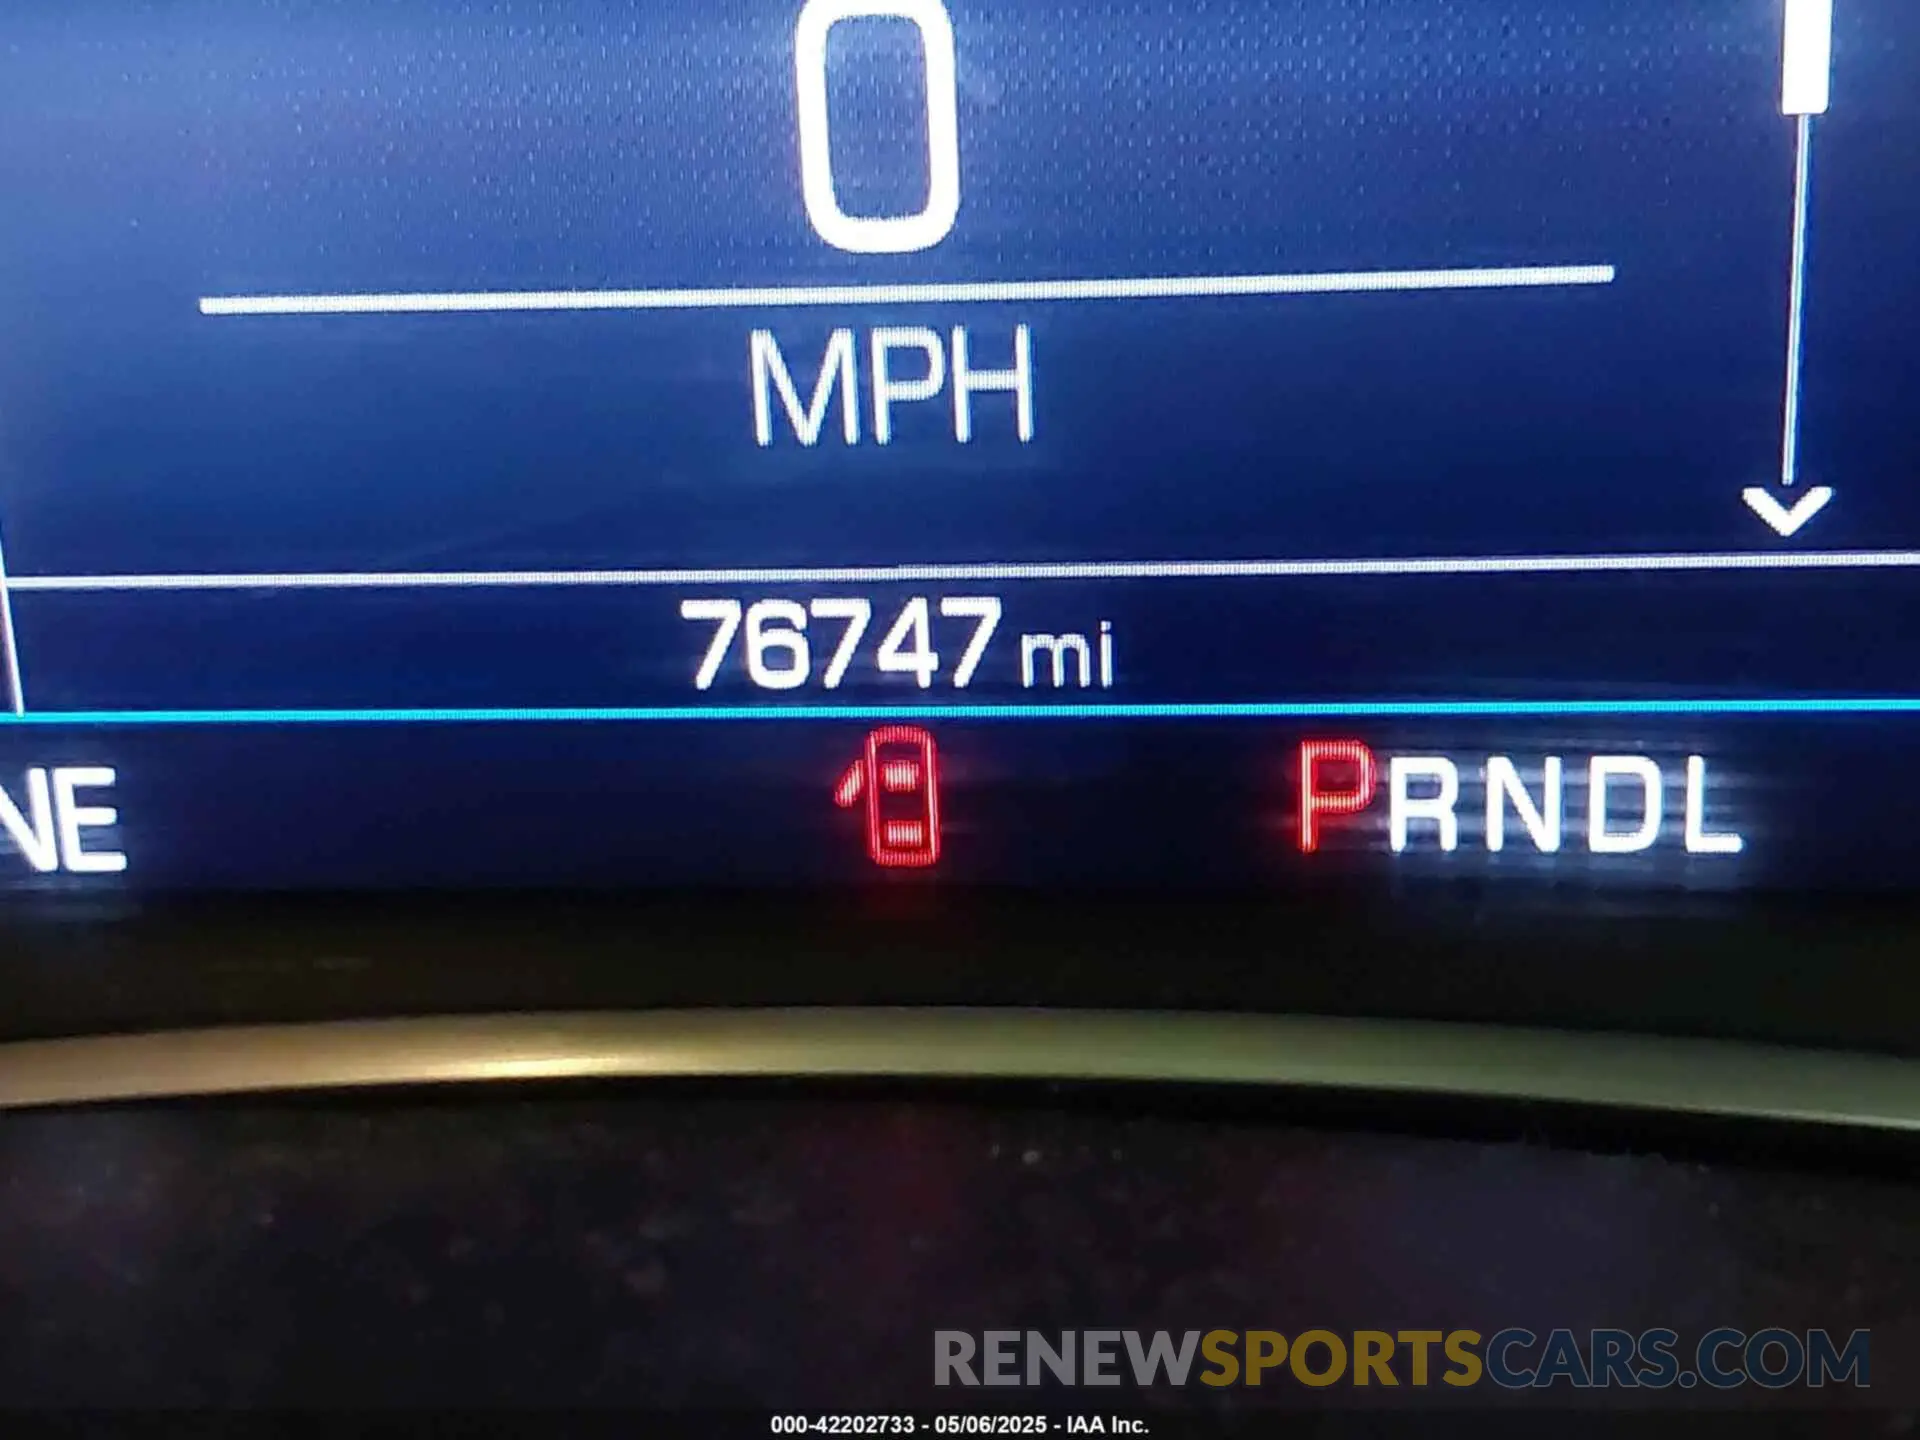 0
MPH
76747 mi
NE
PRNDL
RENEWSPORTSCARS.COM
000-42202733 - 05/06/2025 - IAA Inc.